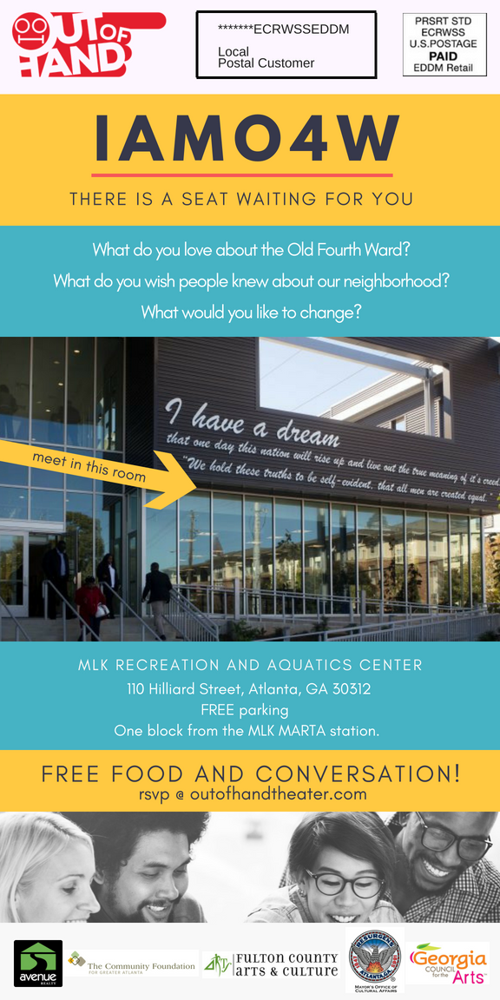 OUT OF
HAND
*******ECRWSSEDDM
Local
Postal Customer
PRSRT STD
ECRWSS
U.S.POSTAGE
PAID
EDDM Retail
IAMO4W
THERE IS A SEAT WAITING FOR YOU
What do you love about the Old Fourth Ward?
What do you wish people knew about our neighborhood?
What would you like to change?
I have a dream
that one day this nation will rise up and live out the true meaning of it's creed
"We hold these truths to be self-evident, that all men are created equal."
meet in this room
MLK RECREATION AND AQUATICS CENTER
110 Hilliard Street, Atlanta, GA 30312
FREE parking
One block from the MLK MARTA station.
FREE FOOD AND CONVERSATION!
rsvp @ outofhandtheater.com
avenue
REALTY
The Community Foundation
FOR GREATER ATLANTA
ARTS
FULTON COUNTY
ARTS & CULTURE
RESURGENS
ATLANTA, GA.
1847 1865
MAYOR'S OFFICE OF
CULTURAL AFFAIRS
Georgia
COUNCIL
for the Arts